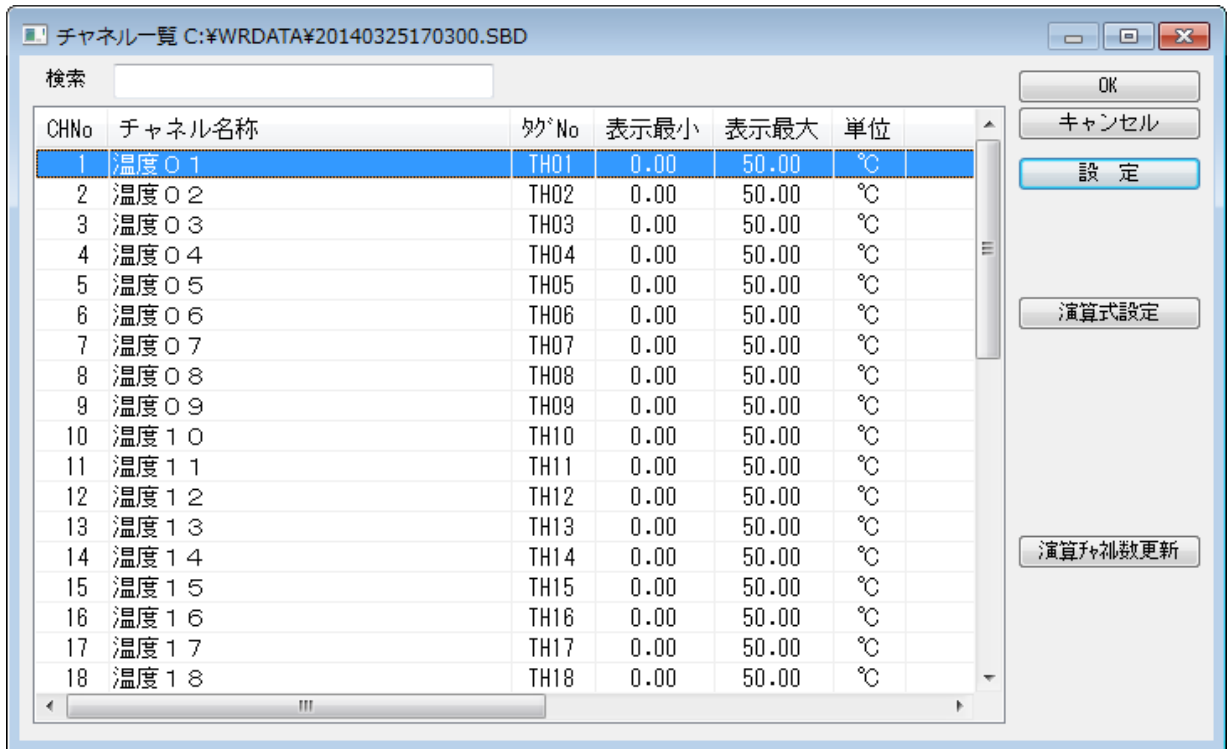 チャネル一覧 C:¥WRDATA¥20140325170300.SBD
検索
OK
キャンセル
設　定
演算式設定
演算ﾁｬﾈﾙ数更新
CHNo チャネル名称 ﾀｸﾞNo 表示最小 表示最大 単位
1 温度０１ TH01 0.00 50.00 ℃
2 温度０２ TH02 0.00 50.00 ℃
3 温度０３ TH03 0.00 50.00 ℃
4 温度０４ TH04 0.00 50.00 ℃
5 温度０５ TH05 0.00 50.00 ℃
6 温度０６ TH06 0.00 50.00 ℃
7 温度０７ TH07 0.00 50.00 ℃
8 温度０８ TH08 0.00 50.00 ℃
9 温度０９ TH09 0.00 50.00 ℃
10 温度１０ TH10 0.00 50.00 ℃
11 温度１１ TH11 0.00 50.00 ℃
12 温度１２ TH12 0.00 50.00 ℃
13 温度１３ TH13 0.00 50.00 ℃
14 温度１４ TH14 0.00 50.00 ℃
15 温度１５ TH15 0.00 50.00 ℃
16 温度１６ TH16 0.00 50.00 ℃
17 温度１７ TH17 0.00 50.00 ℃
18 温度１８ TH18 0.00 50.00 ℃